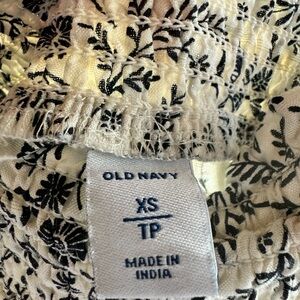 OLD NAVY
XS
TP
MADE IN
INDIA